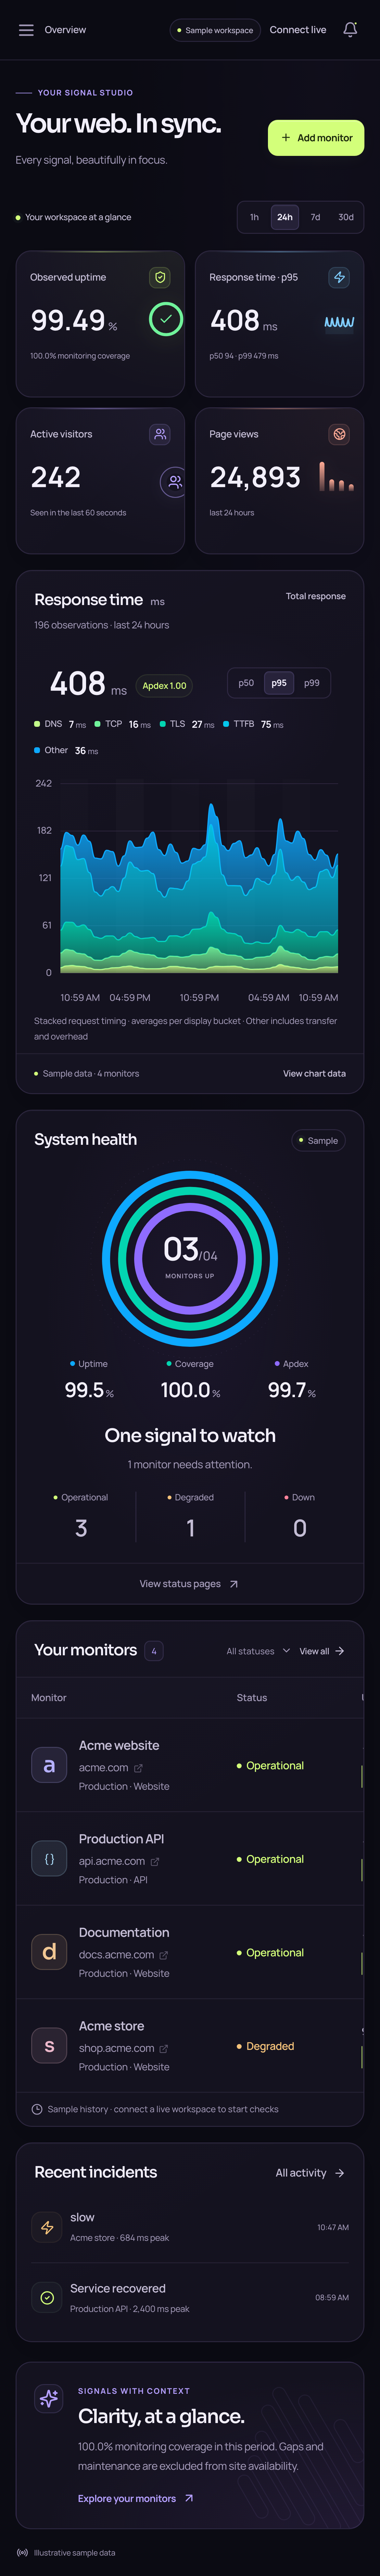 Overview
Sample workspace
Connect live
YOUR SIGNAL STUDIO
Your web. In sync.
Every signal, beautifully in focus.
Add monitor
Your workspace at a glance
1h 24h 7d 30d
Observed uptime
99.49 %
100.0% monitoring coverage
Response time · p95
408 ms
p50 94 · p99 479 ms
Active visitors
242
Seen in the last 60 seconds
Page views
24,893
last 24 hours
Response time ms
Total response
196 observations · last 24 hours
408 ms
Apdex 1.00
p50 p95 p99
DNS 7 ms TCP 16 ms TLS 27 ms TTFB 75 ms
Other 36 ms
242
182
121
61
0
10:59 AM 04:59 PM 10:59 PM 04:59 AM 10:59 AM
Stacked request timing · averages per display bucket · Other includes transfer
and overhead
Sample data · 4 monitors
View chart data
System health
Sample
03/04
MONITORS UP
Uptime Coverage Apdex
99.5% 100.0% 99.7%
One signal to watch
1 monitor needs attention.
Operational Degraded Down
3 1 0
View status pages
Your monitors 4
All statuses
View all
Monitor Status
a
Acme website
acme.com
Production · Website
Operational
{}
Production API
api.acme.com
Production · API
Operational
d
Documentation
docs.acme.com
Production · Website
Operational
s
Acme store
shop.acme.com
Production · Website
Degraded
Sample history · connect a live workspace to start checks
Recent incidents
All activity
slow
Acme store · 684 ms peak
10:47 AM
Service recovered
Production API · 2,400 ms peak
08:59 AM
SIGNALS WITH CONTEXT
Clarity, at a glance.
100.0% monitoring coverage in this period. Gaps and
maintenance are excluded from site availability.
Explore your monitors
Illustrative sample data